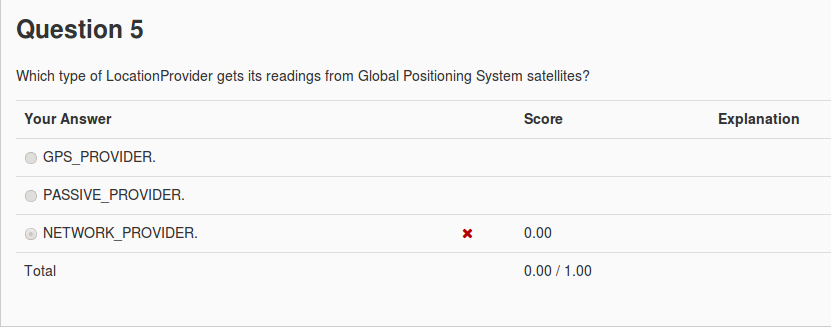 Question 5
Which type of LocationProvider gets its readings from Global Positioning System satellites?
Your Answer Score Explanation
GPS_PROVIDER.
PASSIVE_PROVIDER.
NETWORK_PROVIDER. ✖ 0.00
Total 0.00 / 1.00